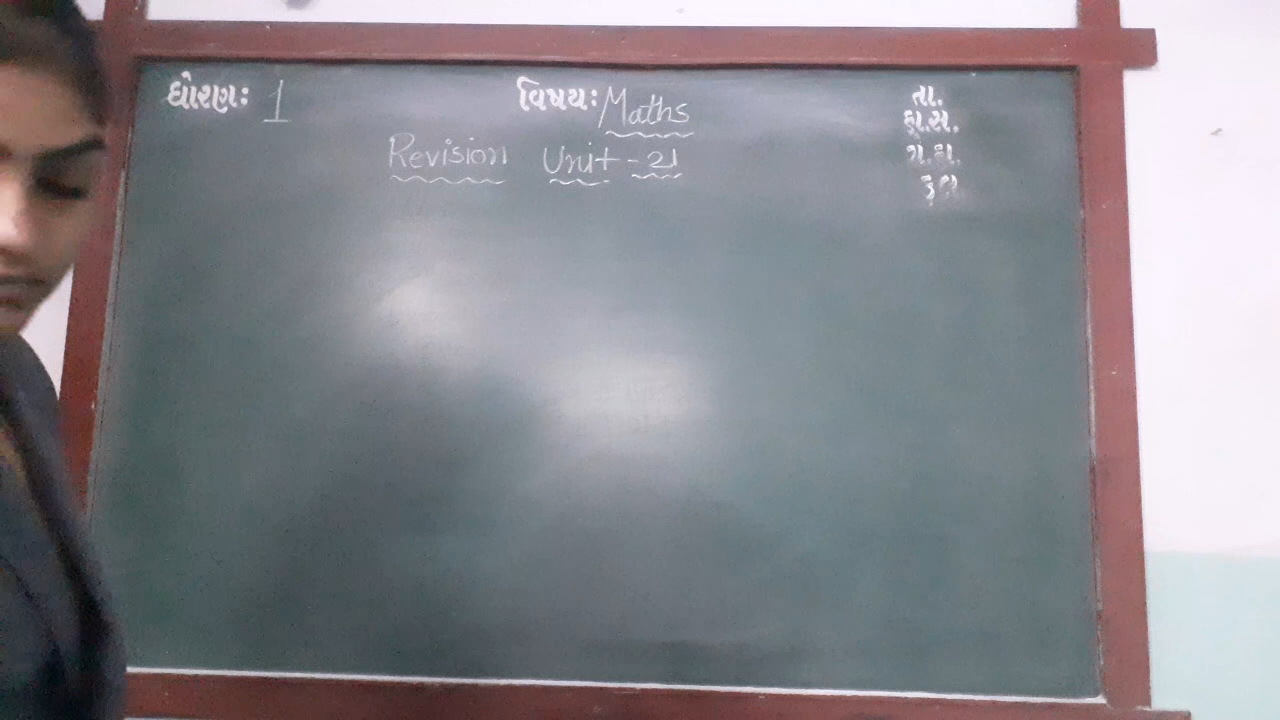 ધોરણઃ 1 વિષયઃ Maths તા.
Revision Unit - 21
ફા.સ.
ગે.હા.
કુલ